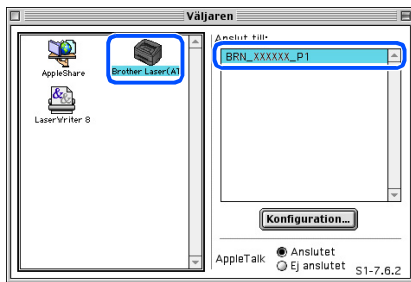 Väljaren
AppleShare
Brother Laser(AT
LaserWriter 8
Anslut till:
BRN_XXXXXX_P1
Konfiguration...
AppleTalk
Anslutet
Ej anslutet
S1-7.6.2